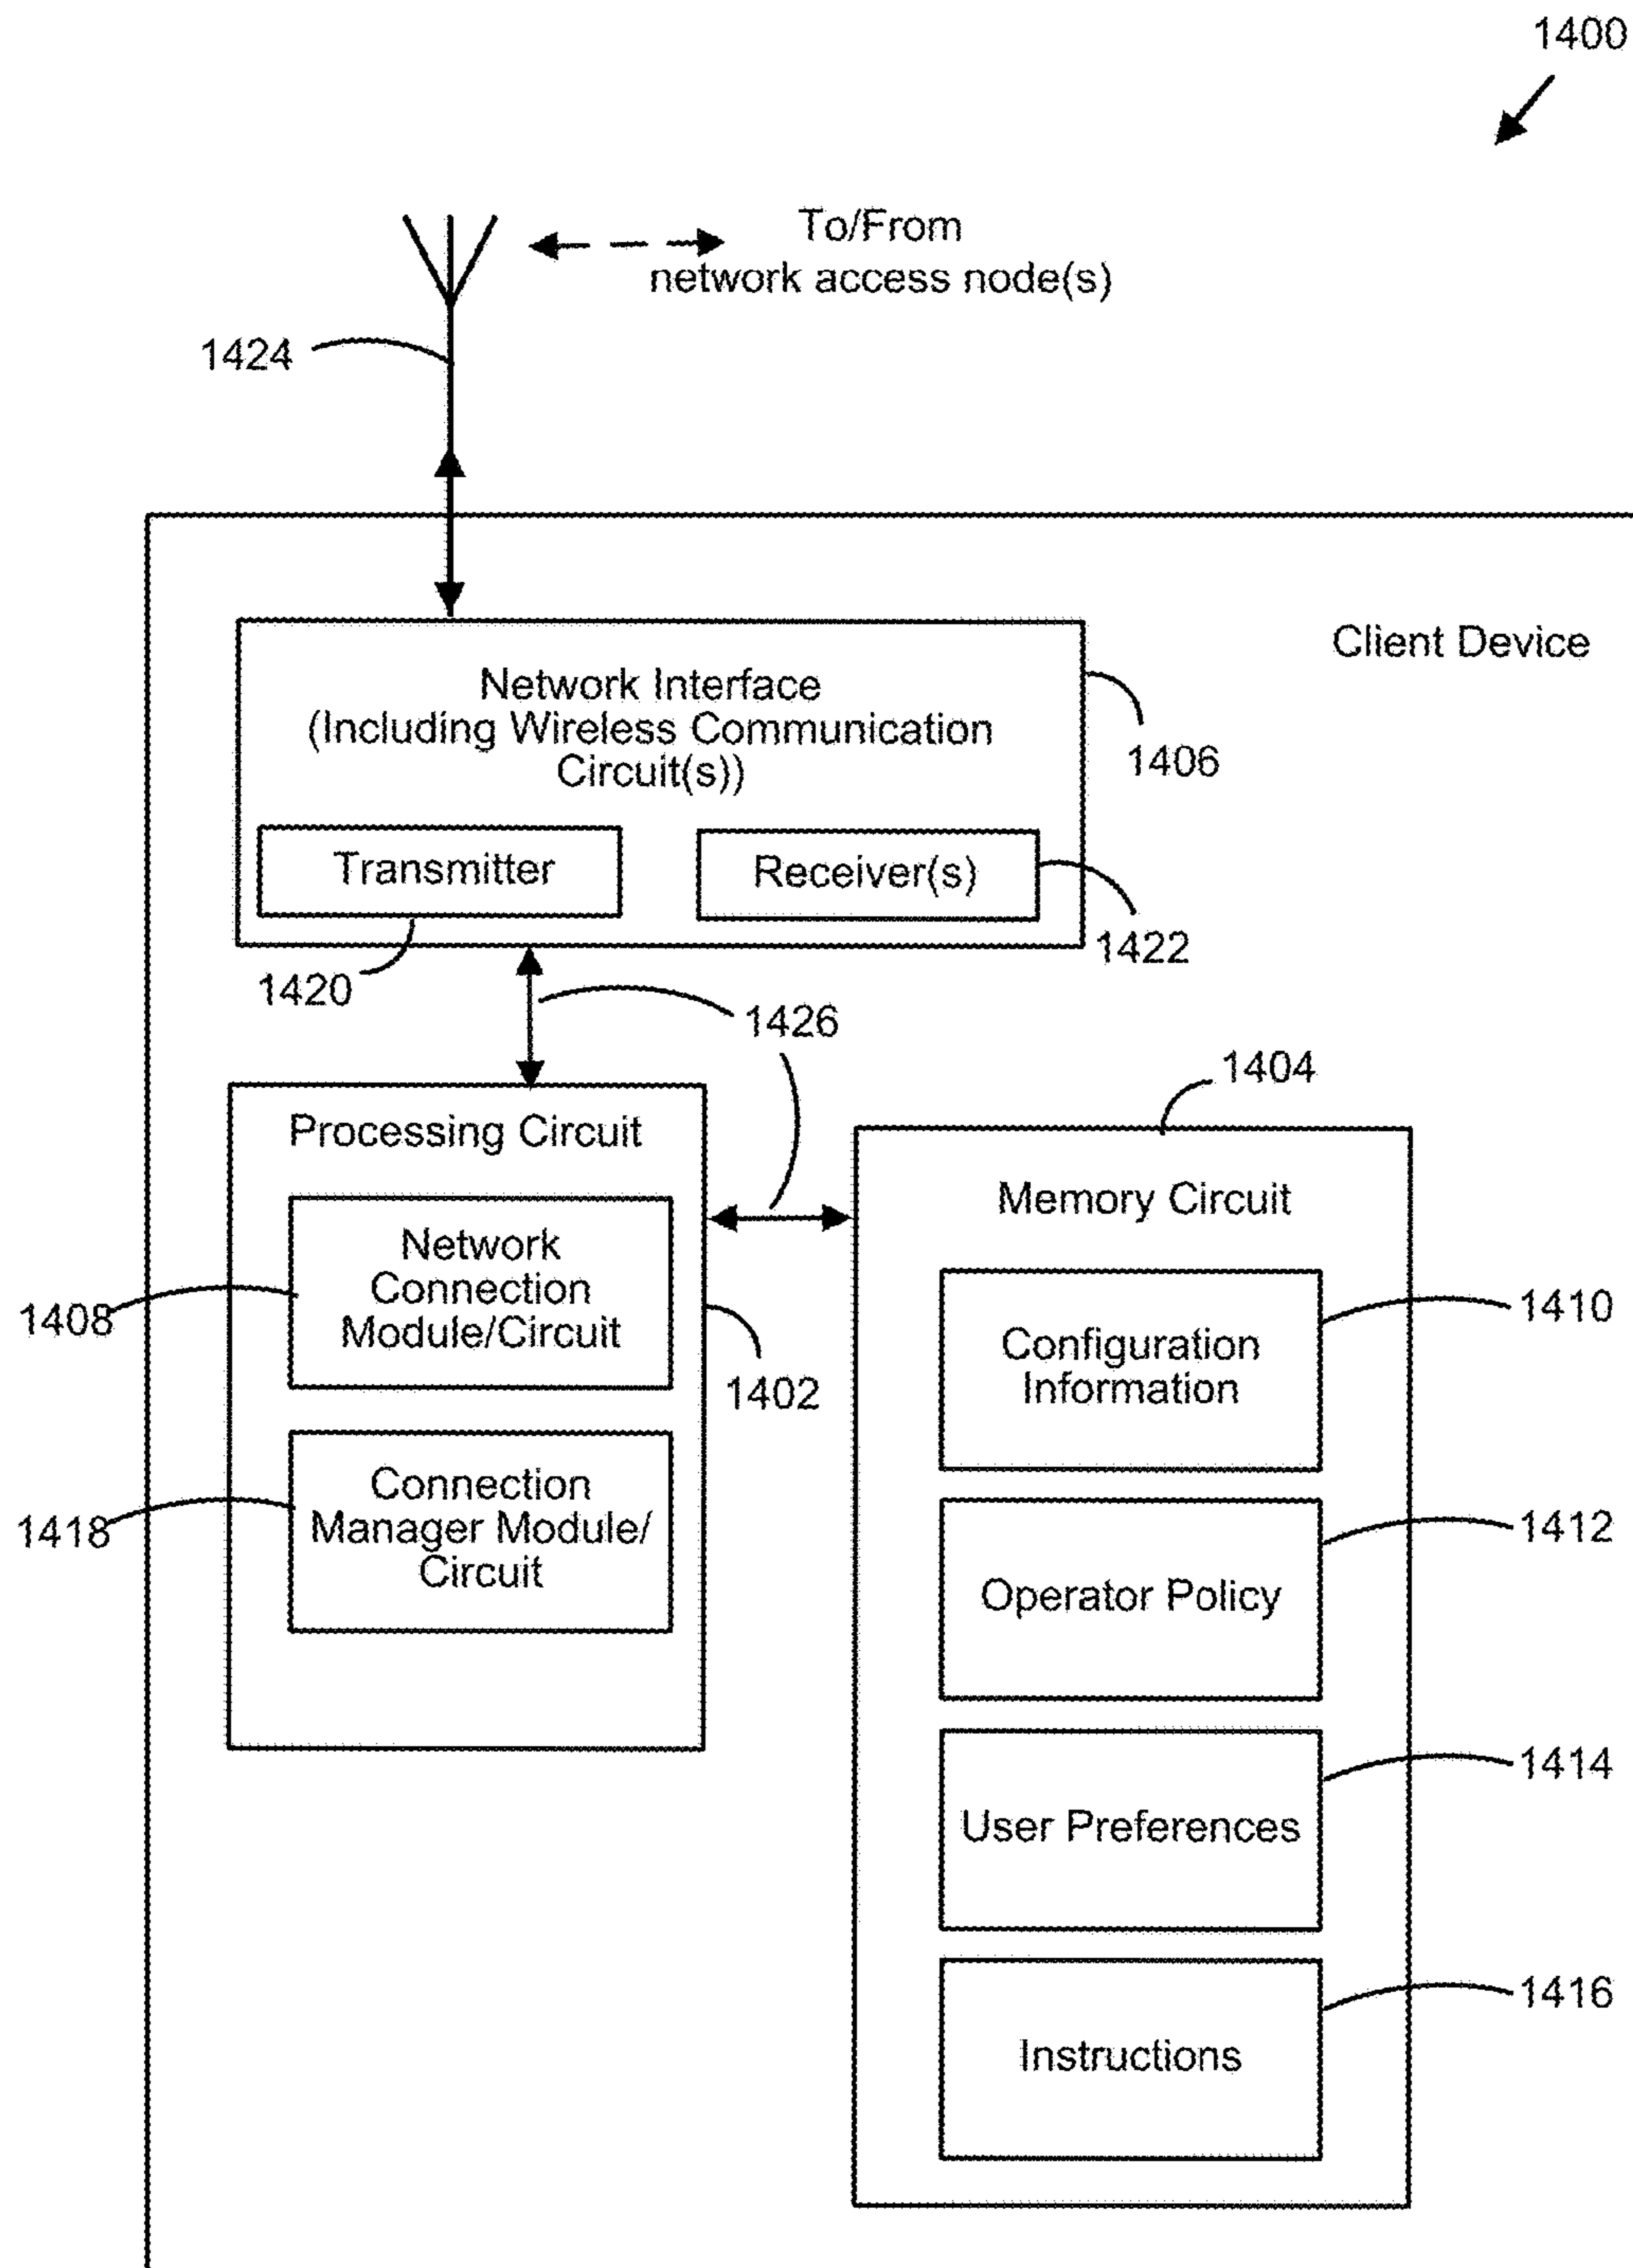 1400
To/From
network access node(s)
1424
Client Device
Network Interface
(Including Wireless Communication
Circuit(s))
1406
Transmitter
Receiver(s)
1422
1420
1426
1404
Processing Circuit
Memory Circuit
Network
Connection
Module/Circuit
1408
1402
Configuration
Information
1410
Connection
Manager Module/
Circuit
1418
Operator Policy
1412
User Preferences
1414
Instructions
1416